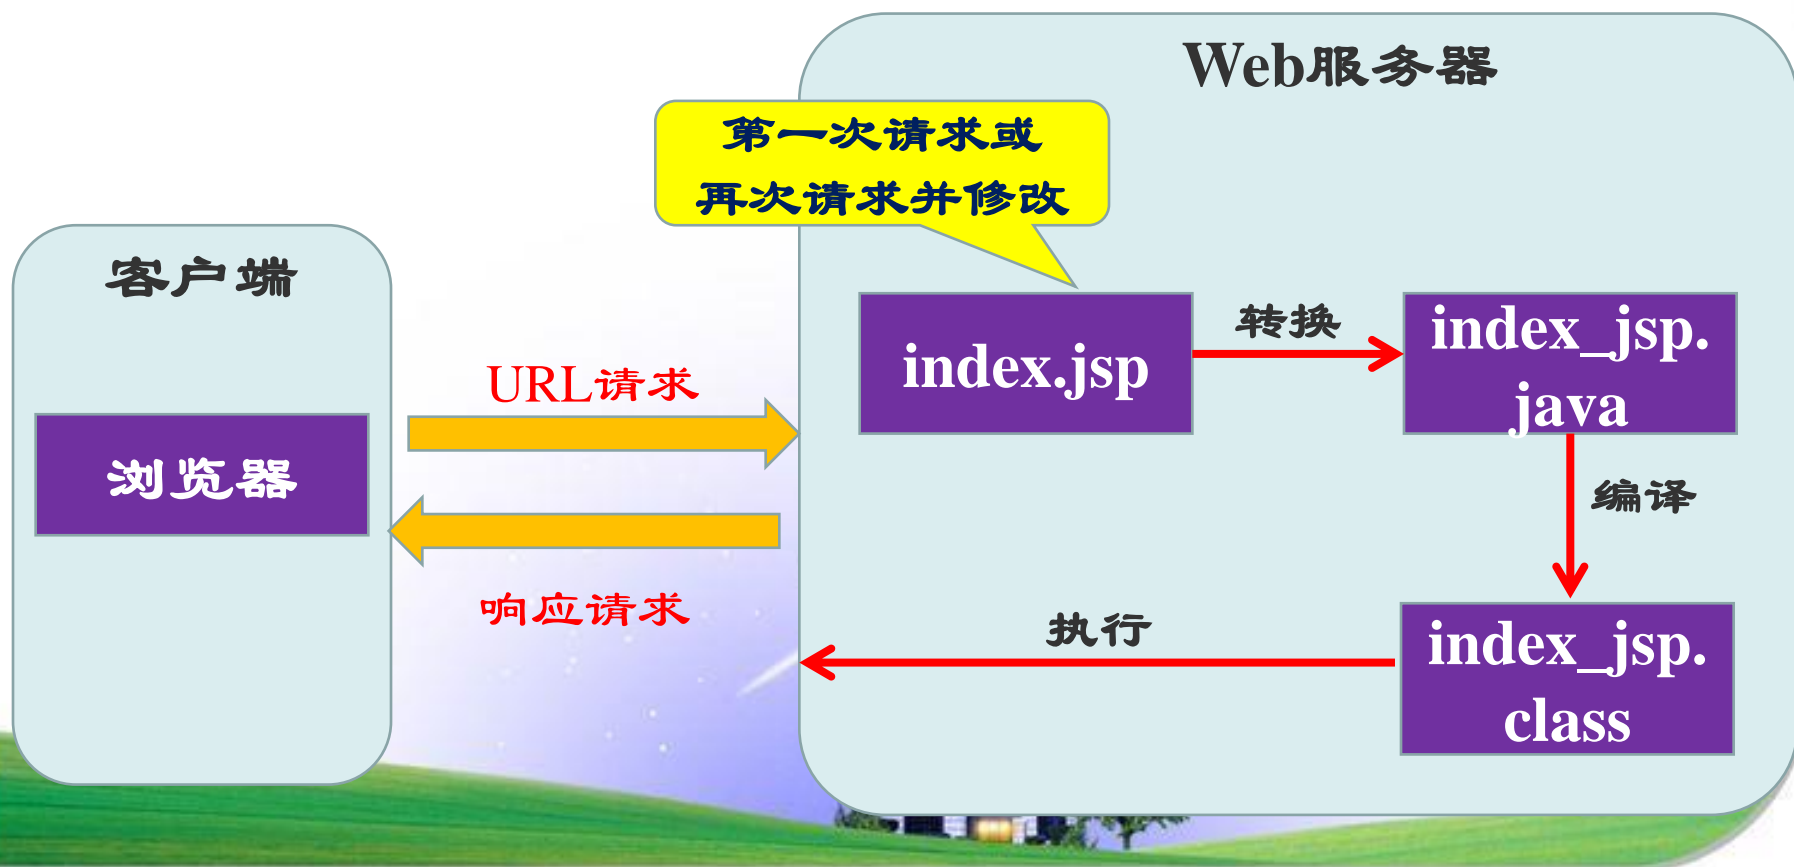 Web服务器
第一次请求或
再次请求并修改
客户端
浏览器
URL请求
响应请求
index.jsp
转换
index_jsp.
java
编译
index_jsp.
class
执行